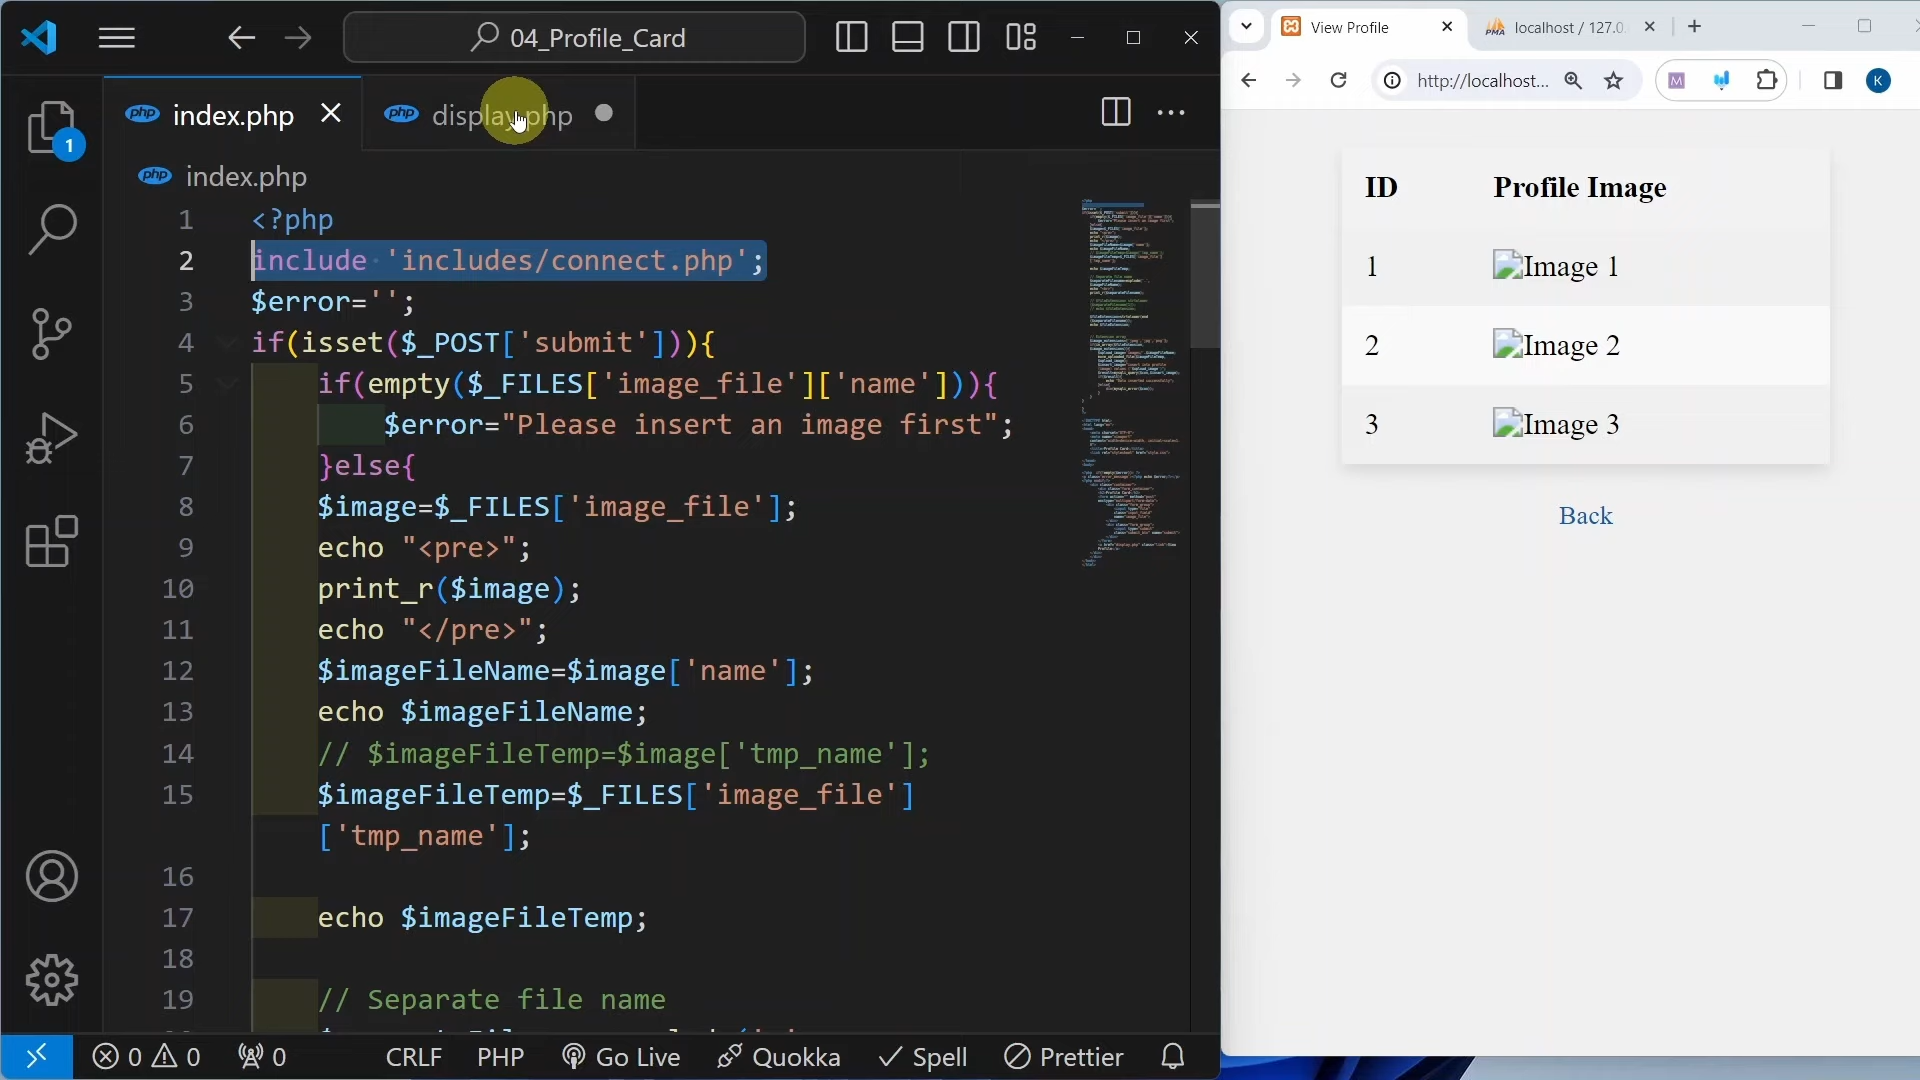 04_Profile_Card
View Profile
localhost / 127.0
http://localhost...
M
K
php index.php
php display.php
1
php index.php
1 <?php
2 include 'includes/connect.php';
3 $error='';
4 if(isset($_POST['submit'])){
5 if(empty($_FILES['image_file']['name'])){
6 $error="Please insert an image first";
7 }else{
8 $image=$_FILES['image_file'];
9 echo "<pre>";
10 print_r($image);
11 echo "</pre>";
12 $imageFileName=$image['name'];
13 echo $imageFileName;
14 // $imageFileTemp=$image['tmp_name'];
15 $imageFileTemp=$_FILES['image_file']
['tmp_name'];
16
17 echo $imageFileTemp;
18
19 // Separate file name
0 0 0 CRLF PHP Go Live Quokka Spell Prettier
ID Profile Image
1 Image 1
2 Image 2
3 Image 3
Back